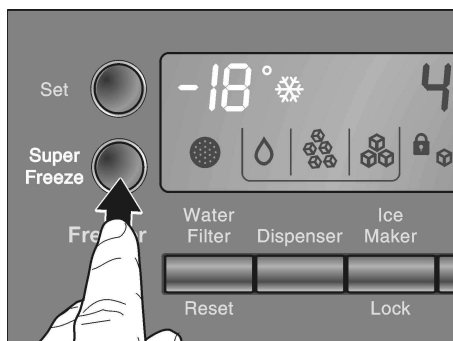 Set
-18°
4
Super
Freeze
Water
Filter
Dispenser
Ice
Maker
Reset
Lock